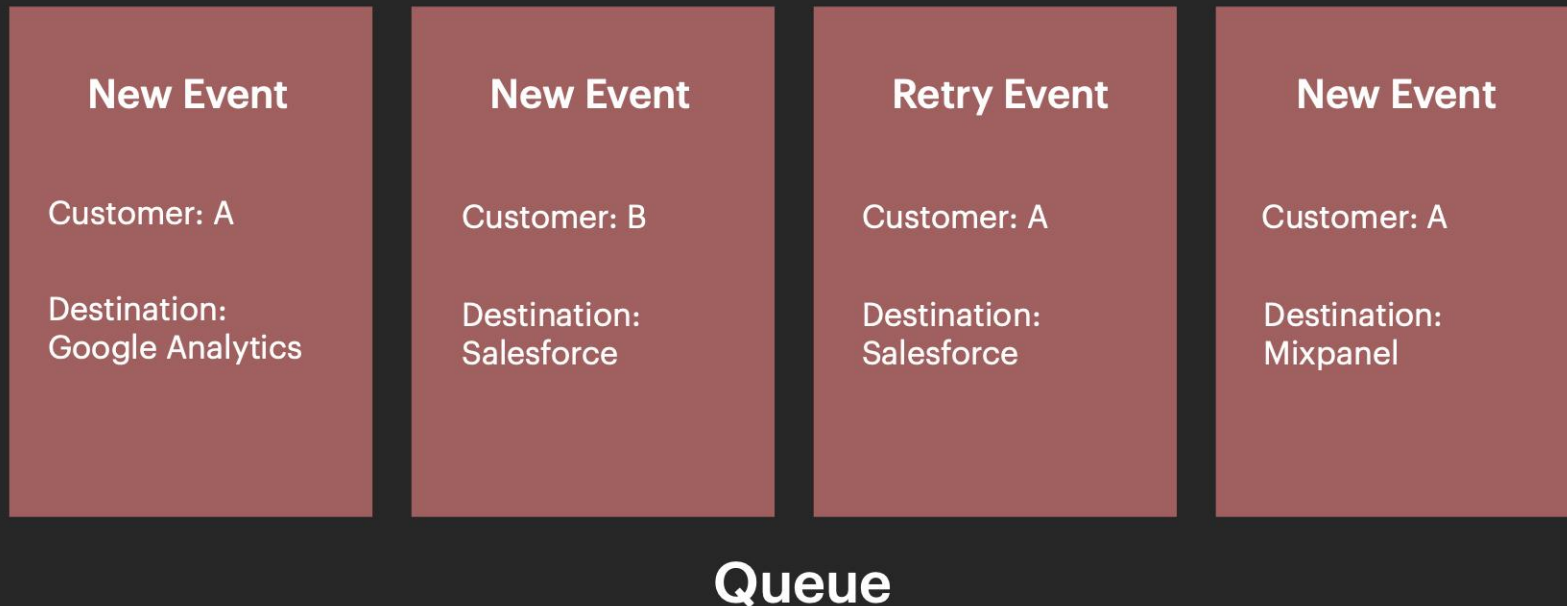 New Event
Customer: A
Destination:
Google Analytics
New Event
Customer: B
Destination:
Salesforce
Retry Event
Customer: A
Destination:
Salesforce
New Event
Customer: A
Destination:
Mixpanel
Queue